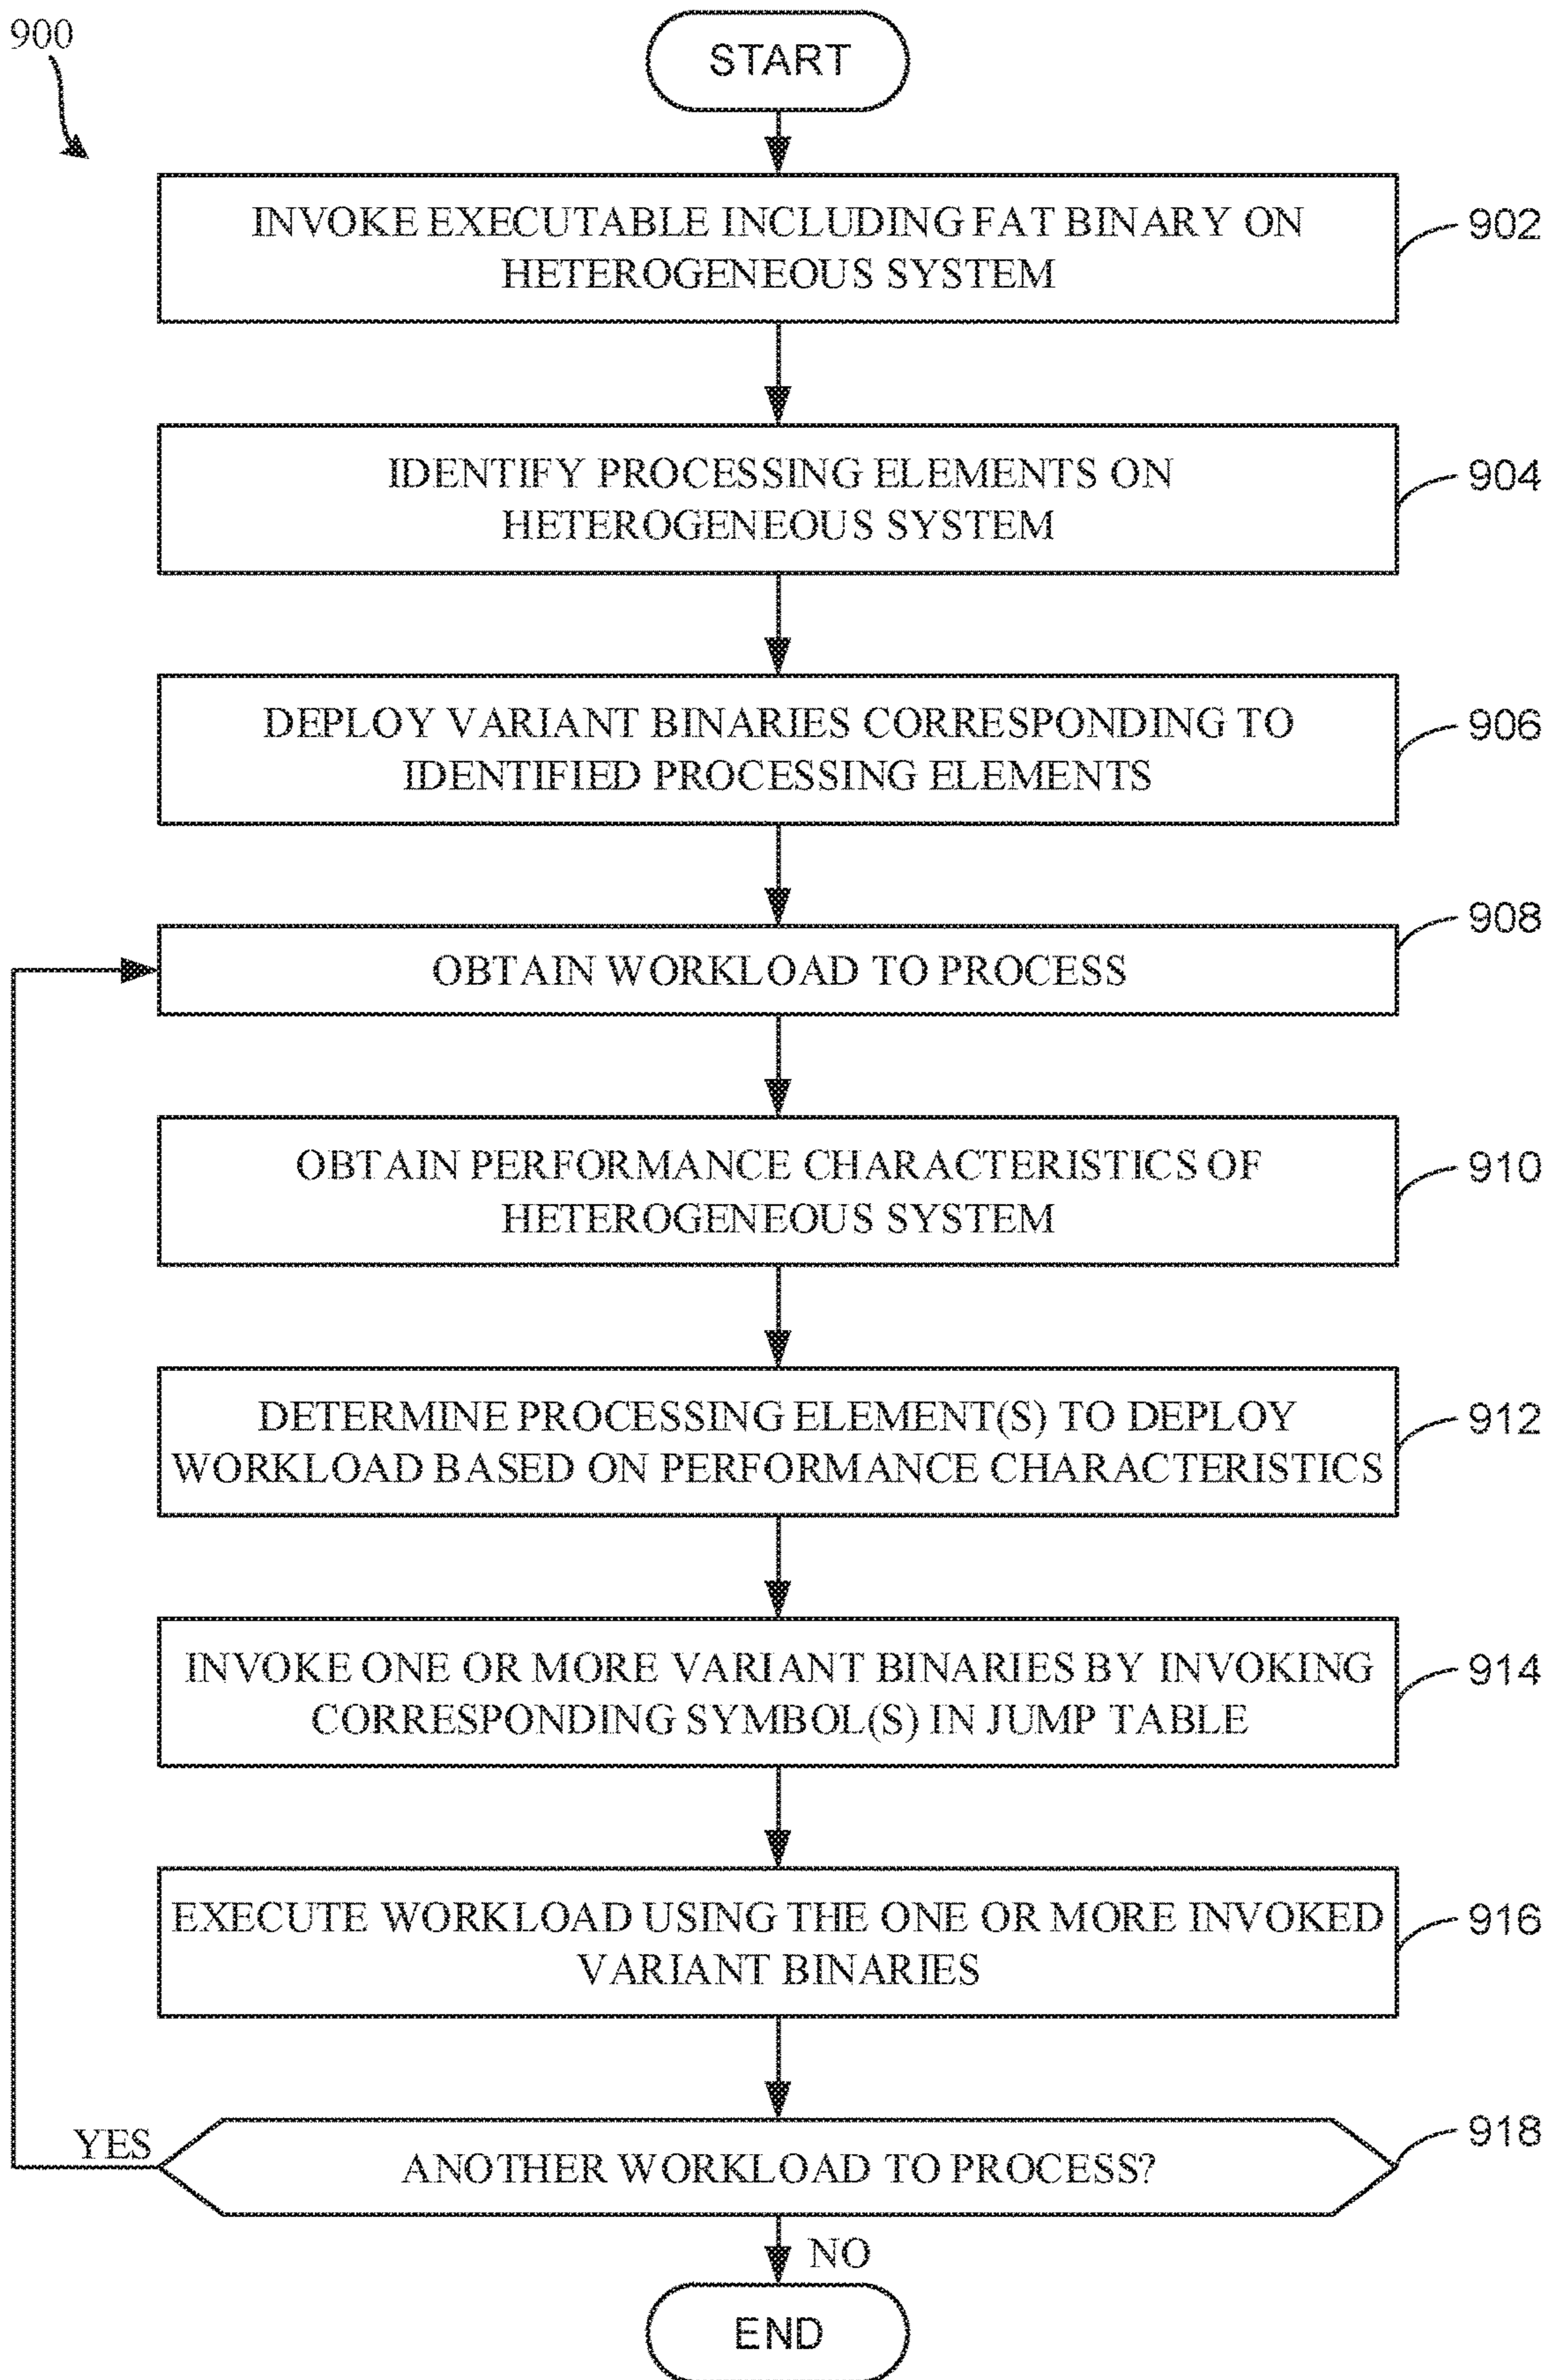 900
START
INVOKE EXECUTABLE INCLUDING FAT BINARY ON
HETEROGENEOUS SYSTEM
902
IDENTIFY PROCESSING ELEMENTS ON
HETEROGENEOUS SYSTEM
904
DEPLOY VARIANT BINARIES CORRESPONDING TO
IDENTIFIED PROCESSING ELEMENTS
906
OBTAIN WORKLOAD TO PROCESS
908
OBTAIN PERFORMANCE CHARACTERISTICS OF
HETEROGENEOUS SYSTEM
910
DETERMINE PROCESSING ELEMENT(S) TO DEPLOY
WORKLOAD BASED ON PERFORMANCE CHARACTERISTICS
912
INVOKE ONE OR MORE VARIANT BINARIES BY INVOKING
CORRESPONDING SYMBOL(S) IN JUMP TABLE
914
EXECUTE WORKLOAD USING THE ONE OR MORE INVOKED
VARIANT BINARIES
916
YES
ANOTHER WORKLOAD TO PROCESS?
918
NO
END